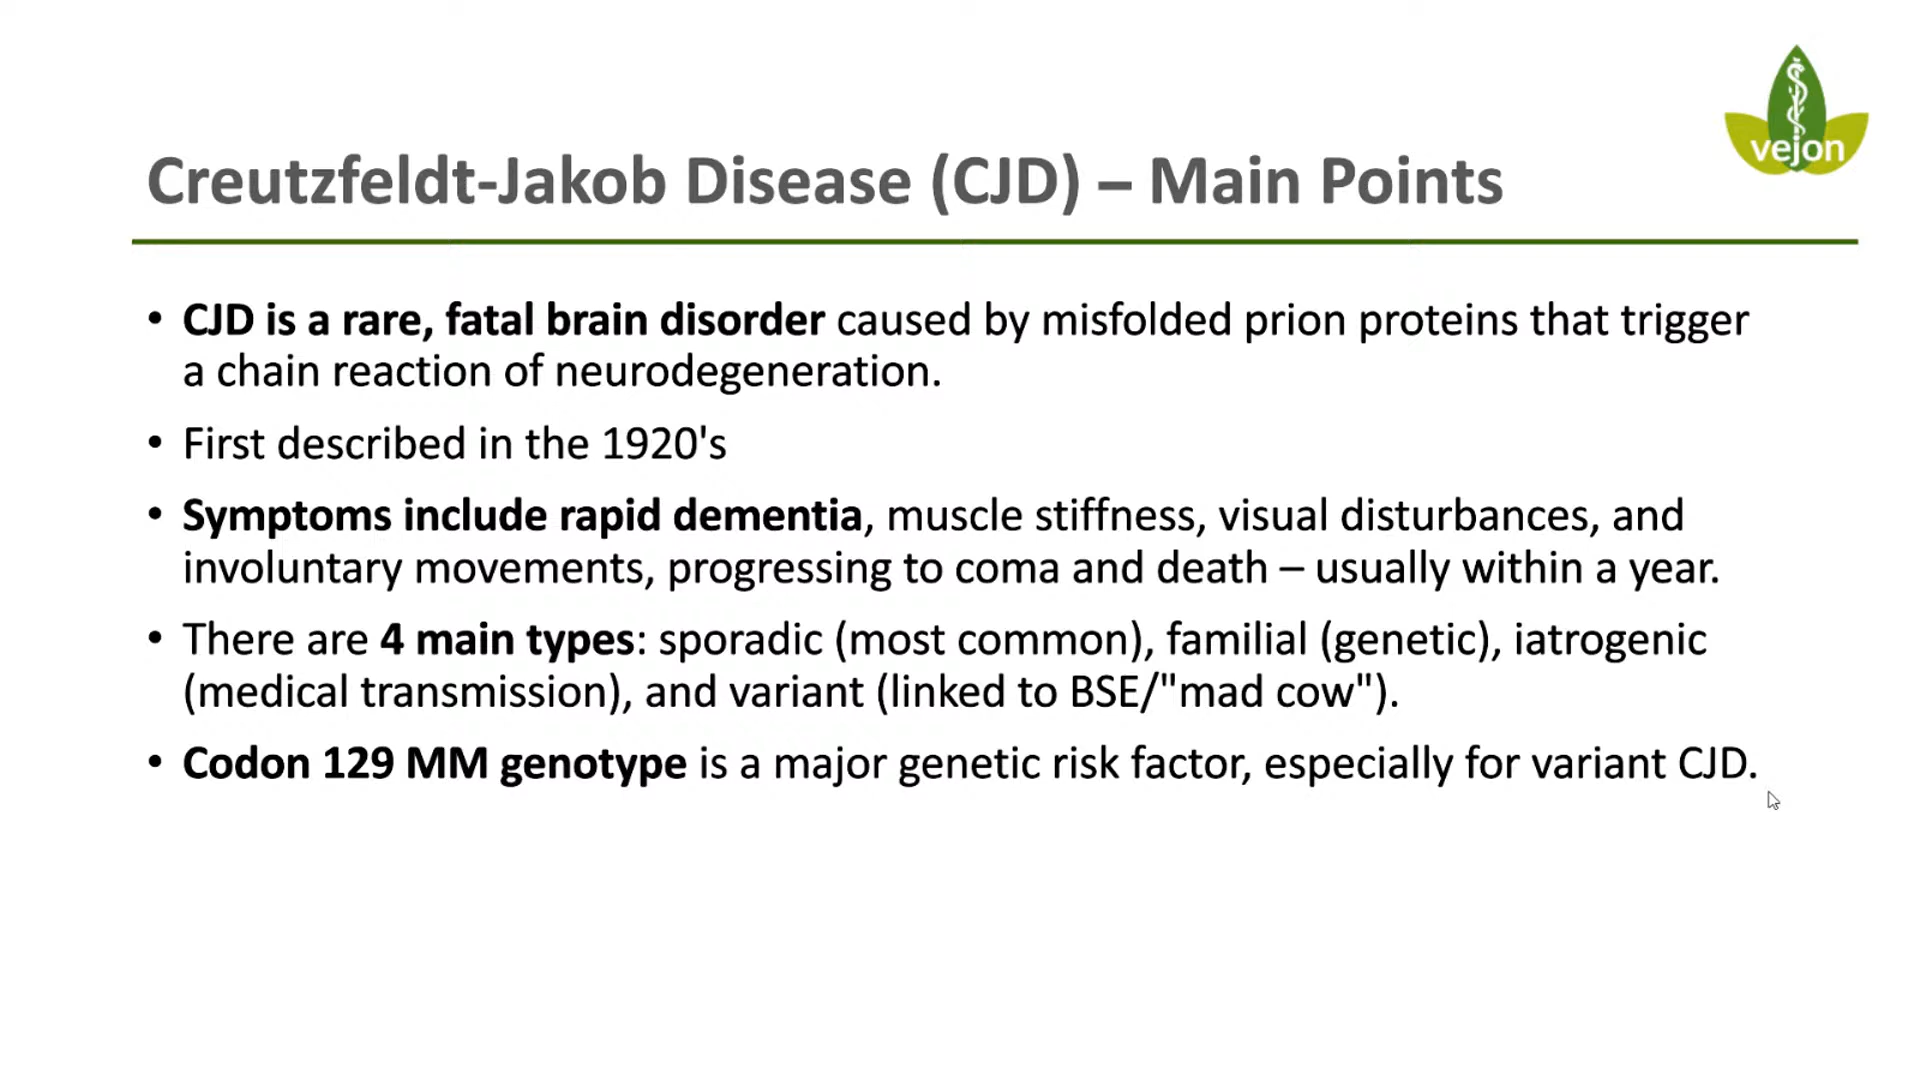 vejon
Creutzfeldt-Jakob Disease (CJD) – Main Points
• CJD is a rare, fatal brain disorder caused by misfolded prion proteins that trigger
a chain reaction of neurodegeneration.
• First described in the 1920's
• Symptoms include rapid dementia, muscle stiffness, visual disturbances, and
involuntary movements, progressing to coma and death – usually within a year.
• There are 4 main types: sporadic (most common), familial (genetic), iatrogenic
(medical transmission), and variant (linked to BSE/"mad cow").
• Codon 129 MM genotype is a major genetic risk factor, especially for variant CJD.